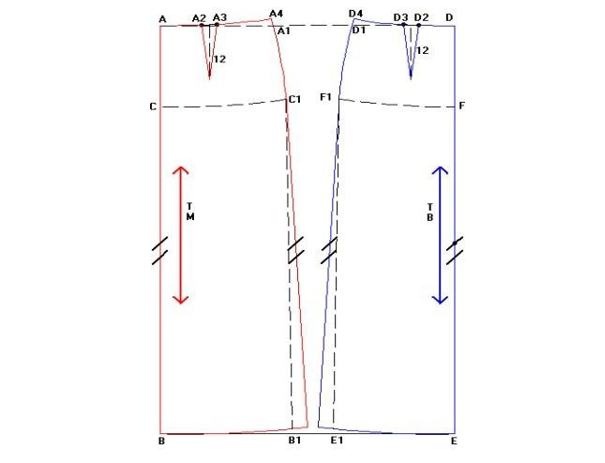 A A2 A3 A4 D4 D3 D2 D
A1 D1
12 12
C C1 F1 F
T T
M B
B B1 E1 E